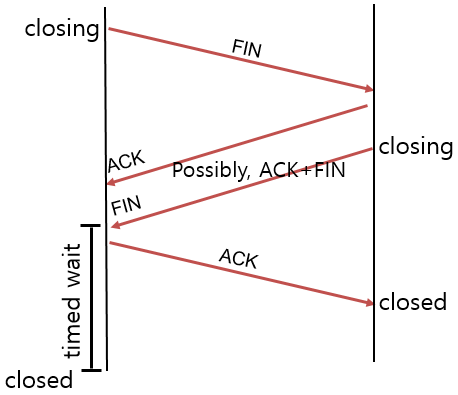 closing
FIN
closing
ACK
Possibly, ACK+FIN
FIN
timed wait
ACK
closed
closed